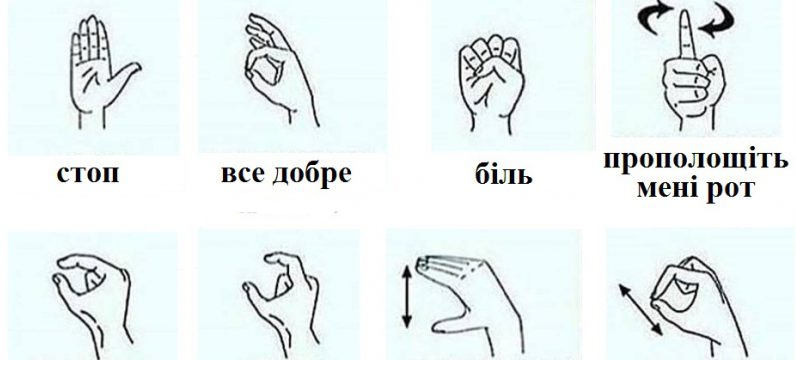 стоп
все добре
біль
прополощіть
мені рот